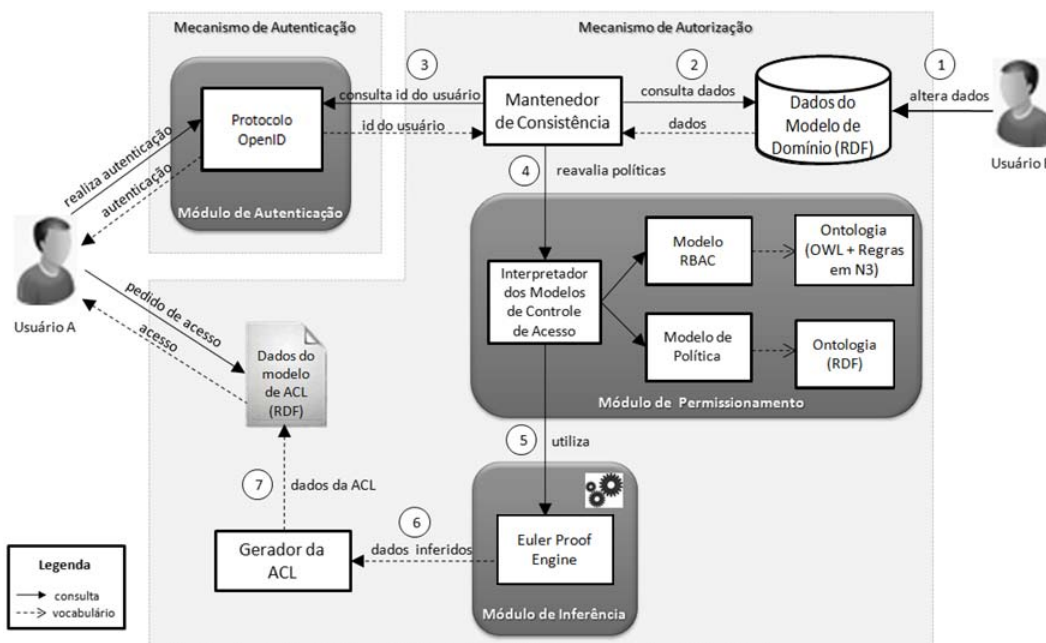 Mecanismo de Autenticação
Mecanismo de Autorização
3
2
1
consulta id do usuário
consulta dados
altera dados
Protocolo
OpenID
Mantenedor
de Consistência
Dados do
Modelo de
Domínio (RDF)
id do usuário
dados
Usuário
realiza autenticação
autenticação
Módulo de Autenticação
4
reavalia políticas
Usuário A
Interpretador
dos Modelos
de Controle
de Acesso
Modelo
RBAC
Ontologia
(OWL + Regras
em N3)
Modelo de
Política
Ontologia
(RDF)
Módulo de Permissionamento
pedido de acesso
acesso
Dados do
modelo
de ACL
(RDF)
5
utiliza
7
dados da ACL
6
dados inferidos
Gerador da
ACL
Euler Proof
Engine
Módulo de Inferência
Legenda
consulta
vocabulário